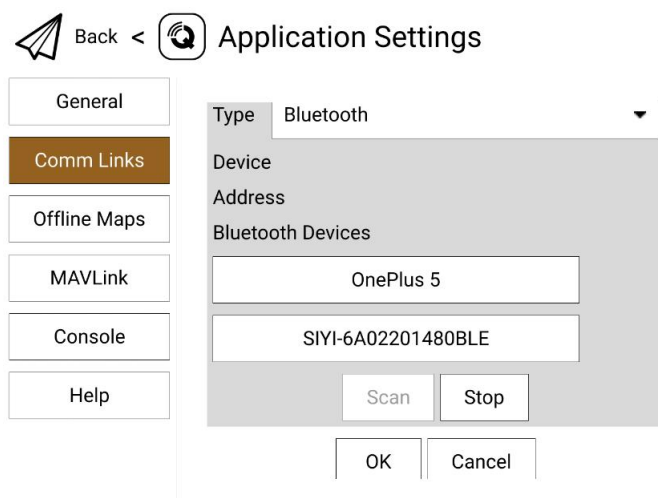 Back < Application Settings
General
Comm Links
Offline Maps
MAVLink
Console
Help
Type Bluetooth
Device
Address
Bluetooth Devices
OnePlus 5
SIYI-6A02201480BLE
Scan Stop
OK Cancel